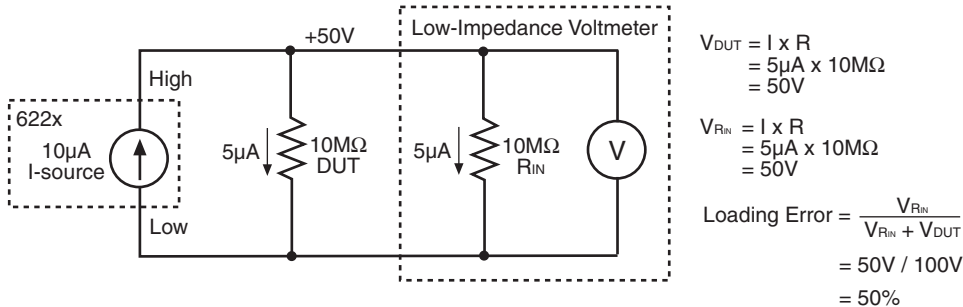 +50V
Low-Impedance Voltmeter
High
622x
10µA
I-source
5µA
10MΩ
DUT
5µA
10MΩ
RIN
V
Low
VDUT = I x R
= 5µA x 10MΩ
= 50V
VRIN = I x R
= 5µA x 10MΩ
= 50V
Loading Error = VRIN
VRIN + VDUT
= 50V / 100V
= 50%